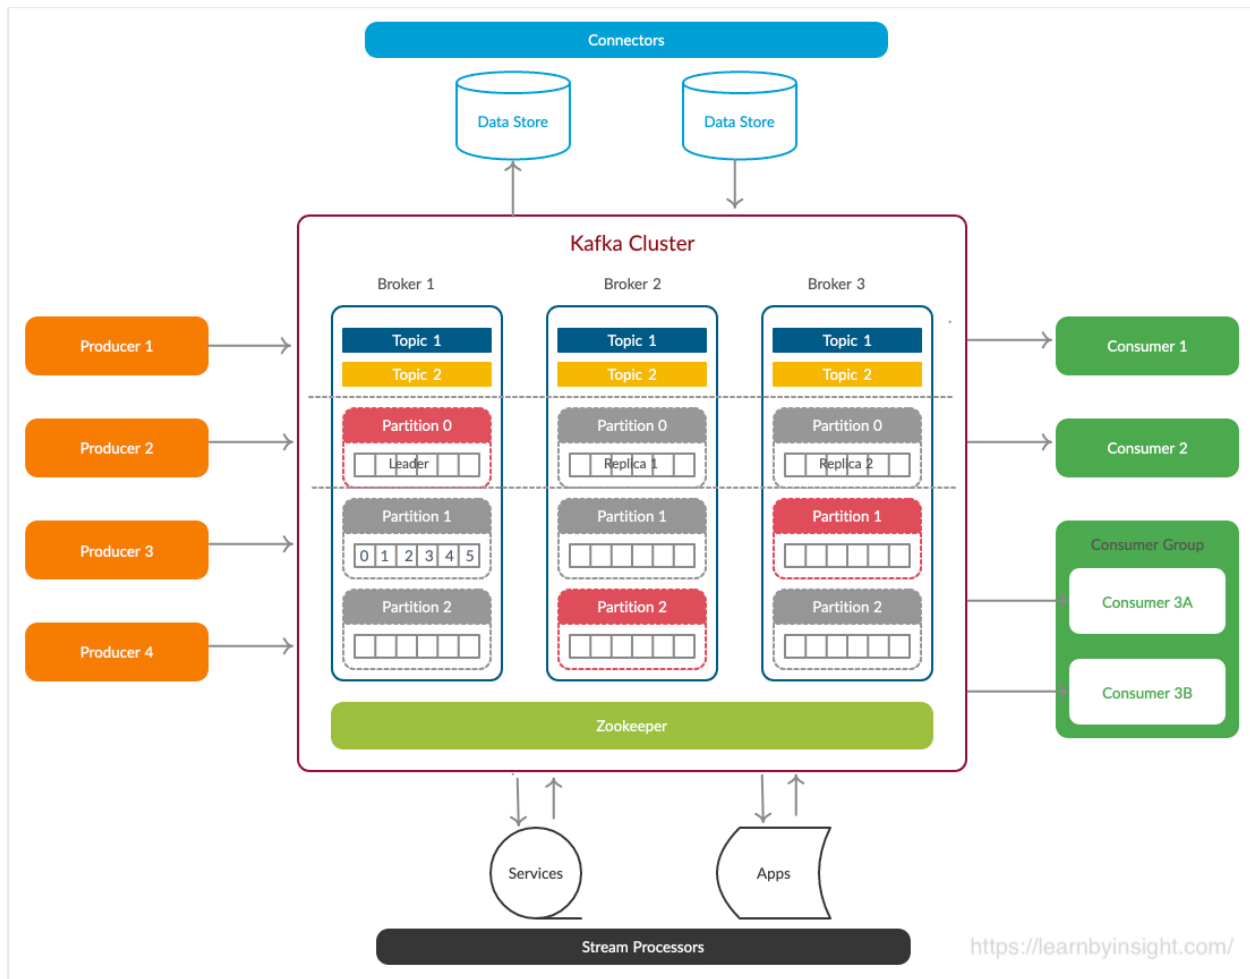 Connectors
Data Store
Data Store
Kafka Cluster
Broker 1
Broker 2
Broker 3
Producer 1
Producer 2
Producer 3
Producer 4
Topic 1
Topic 2
Partition 0
Leader
Partition 1
0 1 2 3 4 5
Partition 2
Topic 1
Topic 2
Partition 0
Replica 1
Partition 1
Partition 2
Topic 1
Topic 2
Partition 0
Replica 2
Partition 1
Partition 2
Zookeeper
Consumer 1
Consumer 2
Consumer Group
Consumer 3A
Consumer 3B
Services
Apps
Stream Processors
https://learnbyinsight.com/